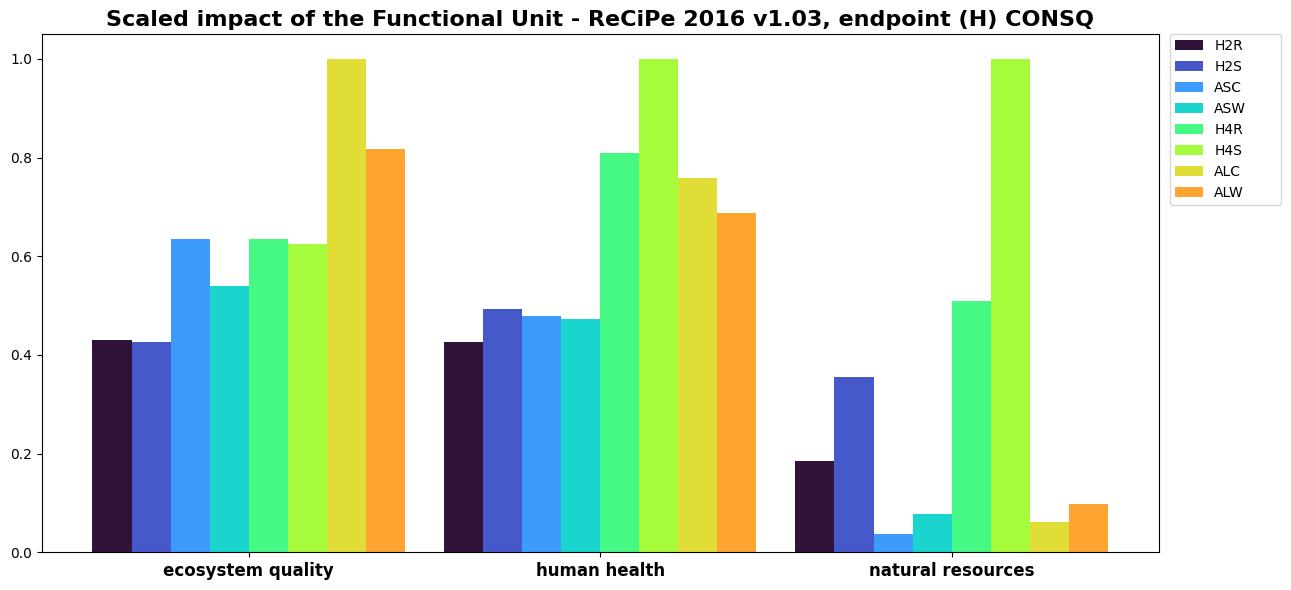 Scaled impact of the Functional Unit - ReCiPe 2016 v1.03, endpoint (H) CONSQ
1.0
0.8
0.6
0.4
0.2
0.0
ecosystem quality
human health
natural resources
H2R
H2S
ASC
ASW
H4R
H4S
ALC
ALW